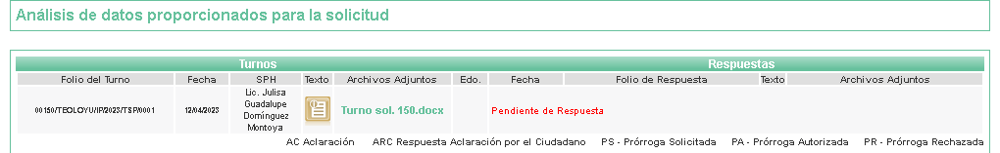 Análisis de datos proporcionados para la solicitud
Turnos Respuestas
Folio del Turno Fecha SPH Texto Archivos Adjuntos Edo. Fecha Folio de Respuesta Texto Archivos Adjuntos
00150/TEOLOYU/IP/2023/TSP/0001 12/04/2023 Lic. Julisa Guadalupe Domínguez Montoya Turno sol. 150.docx Pendiente de Respuesta
AC Aclaración ARC Respuesta Aclaración por el Ciudadano PS - Prórroga Solicitada PA - Prórroga Autorizada PR - Prórroga Rechazada